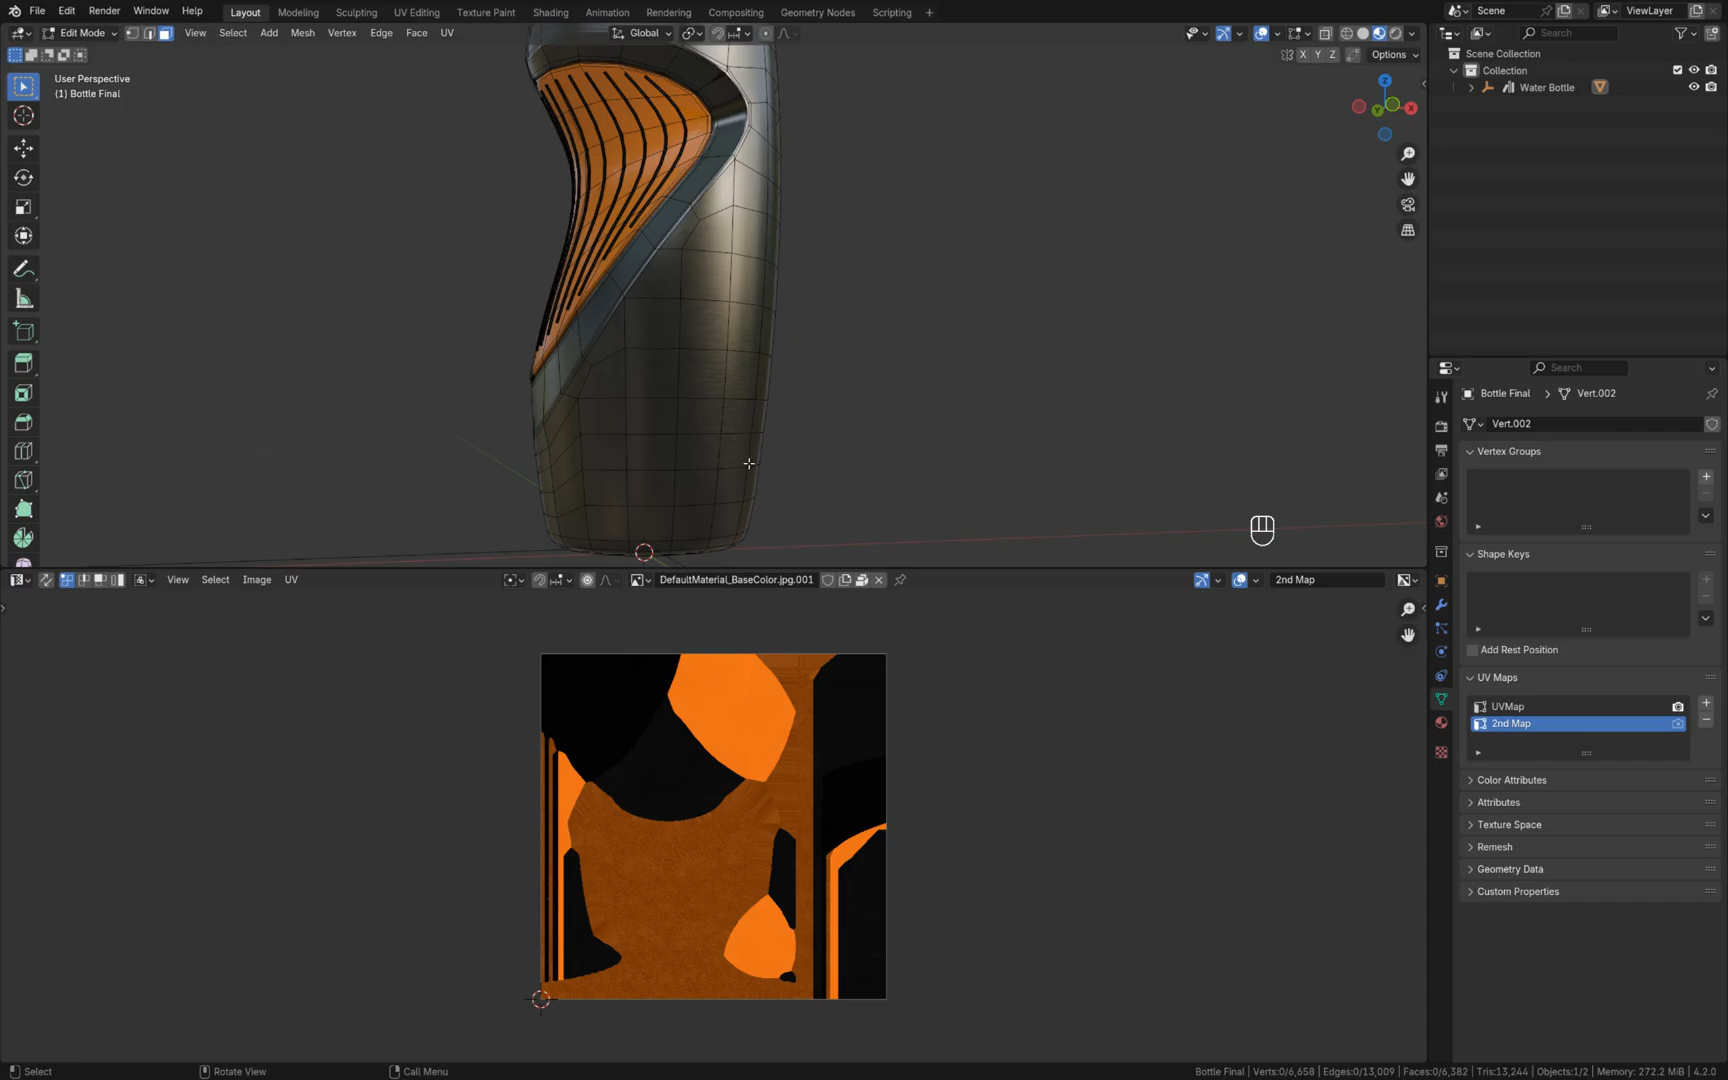 File Edit Render Window Help Layout Modeling Sculpting UV Editing Texture Paint Shading Animation Rendering Compositing Geometry Nodes Scripting + Scene ViewLayer
Edit Mode View Select Add Mesh Vertex Edge Face UV Global Search
X Y Z Options
User Perspective
(1) Bottle Final
Scene Collection
Collection
Water Bottle
Z
X
Y
Search
Bottle Final > Vert.002
Vert.002
Vertex Groups
Shape Keys
Add Rest Position
UV Maps
UVMap
2nd Map
Color Attributes
Attributes
Texture Space
Remesh
Geometry Data
Custom Properties
View Select Image UV DefaultMaterial_BaseColor.jpg.001 2nd Map
Select Rotate View Call Menu Bottle Final | Verts:0/6,658 | Edges:0/13,009 | Faces:0/6,382 | Tris:13,244 | Objects:1/2 | Memory: 272.2 MiB | 4.2.0